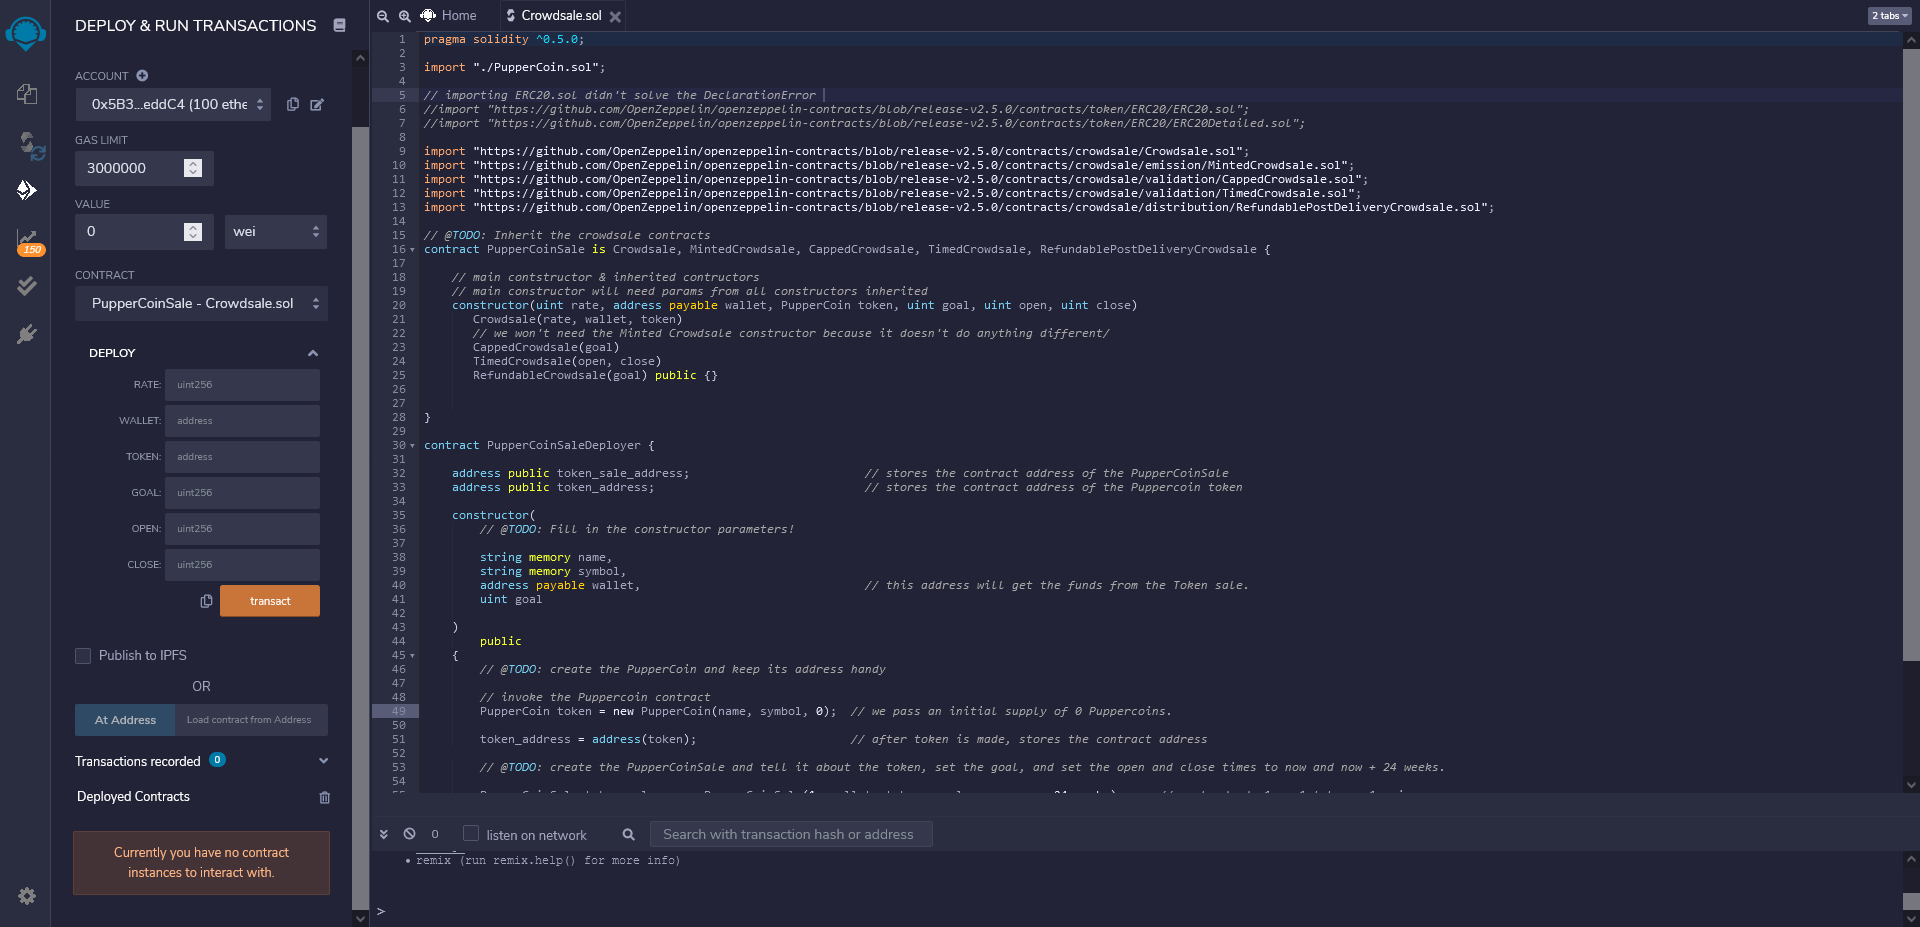 DEPLOY & RUN TRANSACTIONS
ACCOUNT
0x5B3...eddC4 (100 ethe
GAS LIMIT
3000000
VALUE
0
wei
150
CONTRACT
PupperCoinSale - Crowdsale.sol
DEPLOY
RATE: uint256
WALLET: address
TOKEN: address
GOAL: uint256
OPEN: uint256
CLOSE: uint256
transact
Publish to IPFS
OR
At Address Load contract from Address
Transactions recorded 0
Deployed Contracts
Currently you have no contract
instances to interact with.
Home
Crowdsale.sol
2 tabs
1 pragma solidity ^0.5.0;
2
3 import "./PupperCoin.sol";
4
5 // importing ERC20.sol didn't solve the DeclarationError
6 //import "https://github.com/OpenZeppelin/openzeppelin-contracts/blob/release-v2.5.0/contracts/token/ERC20/ERC20.sol";
7 //import "https://github.com/OpenZeppelin/openzeppelin-contracts/blob/release-v2.5.0/contracts/token/ERC20/ERC20Detailed.sol";
8
9 import "https://github.com/OpenZeppelin/openzeppelin-contracts/blob/release-v2.5.0/contracts/crowdsale/Crowdsale.sol";
10 import "https://github.com/OpenZeppelin/openzeppelin-contracts/blob/release-v2.5.0/contracts/crowdsale/emission/MintedCrowdsale.sol";
11 import "https://github.com/OpenZeppelin/openzeppelin-contracts/blob/release-v2.5.0/contracts/crowdsale/validation/CappedCrowdsale.sol";
12 import "https://github.com/OpenZeppelin/openzeppelin-contracts/blob/release-v2.5.0/contracts/crowdsale/validation/TimedCrowdsale.sol";
13 import "https://github.com/OpenZeppelin/openzeppelin-contracts/blob/release-v2.5.0/contracts/crowdsale/distribution/RefundablePostDeliveryCrowdsale.sol";
14
15 // @TODO: Inherit the crowdsale contracts
16 contract PupperCoinSale is Crowdsale, MintedCrowdsale, CappedCrowdsale, TimedCrowdsale, RefundablePostDeliveryCrowdsale {
17
18 // main contstructor & inherited contructors
19 // main constructor will need params from all constructors inherited
20 constructor(uint rate, address payable wallet, PupperCoin token, uint goal, uint open, uint close)
21 Crowdsale(rate, wallet, token)
22 // we won't need the Minted Crowdsale constructor because it doesn't do anything different/
23 CappedCrowdsale(goal)
24 TimedCrowdsale(open, close)
25 RefundableCrowdsale(goal) public {}
26
27
28 }
29
30 contract PupperCoinSaleDeployer {
31
32 address public token_sale_address; // stores the contract address of the PupperCoinSale
33 address public token_address; // stores the contract address of the Puppercoin token
34
35 constructor(
36 // @TODO: Fill in the constructor parameters!
37
38 string memory name,
39 string memory symbol,
40 address payable wallet, // this address will get the funds from the Token sale.
41 uint goal
42
43 )
44 public
45 {
46 // @TODO: create the PupperCoin and keep its address handy
47
48 // invoke the Puppercoin contract
49 PupperCoin token = new PupperCoin(name, symbol, 0); // we pass an initial supply of 0 Puppercoins.
50
51 token_address = address(token); // after token is made, stores the contract address
52
53 // @TODO: create the PupperCoinSale and tell it about the token, set the goal, and set the open and close times to now and now + 24 weeks.
54
0 listen on network Search with transaction hash or address
• remix (run remix.help() for more info)
>